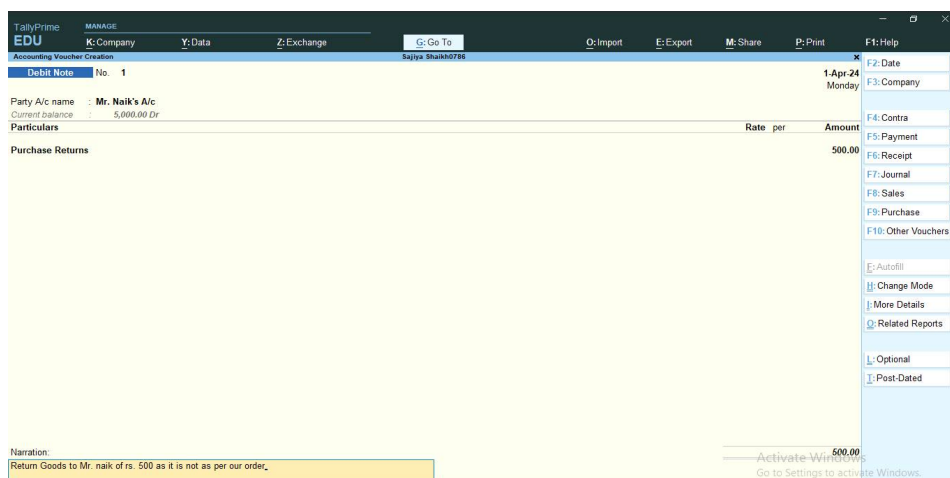 TallyPrime
EDU
MANAGE
K: Company Y: Data Z: Exchange G: Go To O: Import E: Export M: Share P: Print F1: Help
Accounting Voucher Creation Sajiya Shaikh0786
Debit Note No. 1 1-Apr-24
Monday
Party A/c name : Mr. Naik's A/c
Current balance : 5,000.00 Dr
Particulars Rate per Amount
Purchase Returns 500.00
F2: Date
F3: Company
F4: Contra
F5: Payment
F6: Receipt
F7: Journal
F8: Sales
F9: Purchase
F10: Other Vouchers
E: Autofill
H: Change Mode
I: More Details
O: Related Reports
L: Optional
T: Post-Dated
Narration: 500.00
Return Goods to Mr. naik of rs. 500 as it is not as per our order
Activate Windows
Go to Settings to activate Windows.